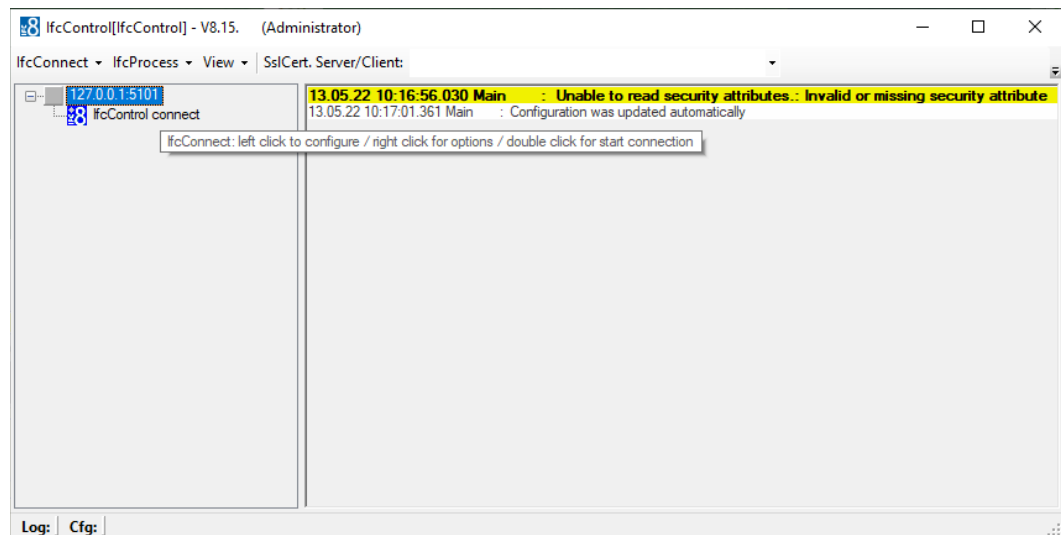 IfcControl[IfcControl] - V8.15. (Administrator)
IfcConnect IfcProcess View SslCert. Server/Client:
127.0.0.1:5101
IfcControl connect
13.05.22 10:16:56.030 Main : Unable to read security attributes.: Invalid or missing security attribute
13.05.22 10:17:01.361 Main : Configuration was updated automatically
IfcConnect: left click to configure / right click for options / double click for start connection
Log: Cfg: